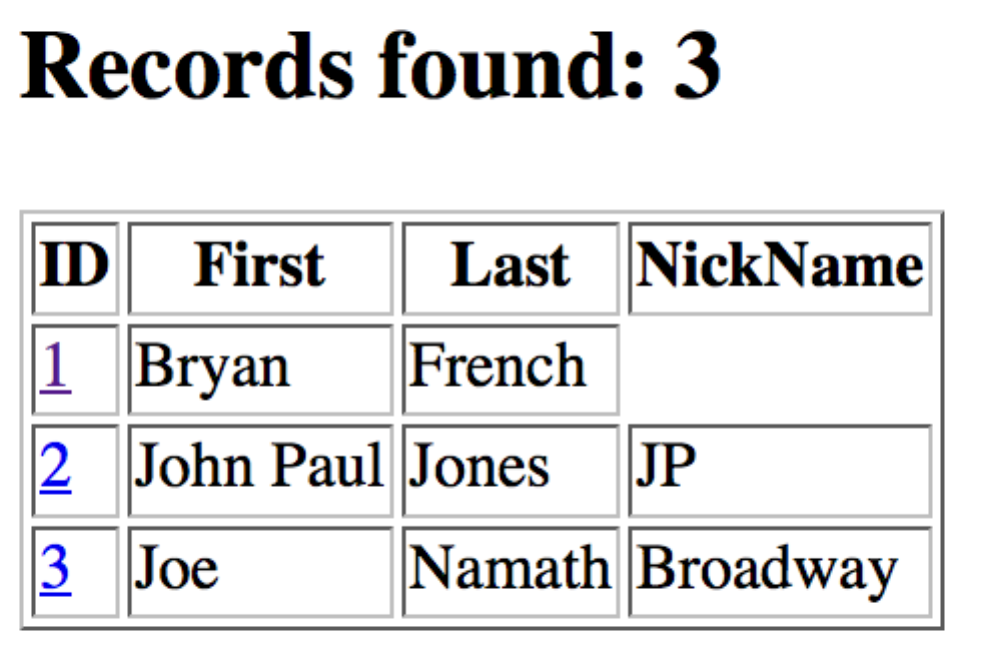 Records found: 3
ID First Last NickName
1 Bryan French
2 John Paul Jones JP
3 Joe Namath Broadway